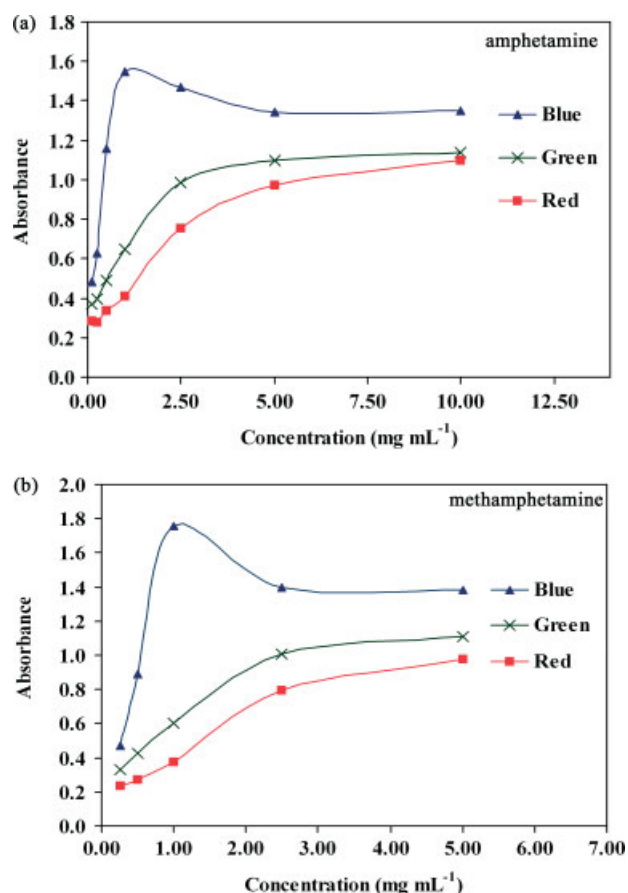 (a)
amphetamine
1.8
1.6
1.4
1.2
1.0
0.8
0.6
0.4
0.2
0.0
Absorbance
Blue
Green
Red
0.00 2.50 5.00 7.50 10.00 12.50
Concentration (mg mL⁻¹)
(b)
methamphetamine
2.0
1.8
1.6
1.4
1.2
1.0
0.8
0.6
0.4
0.2
0.0
Absorbance
Blue
Green
Red
0.00 1.00 2.00 3.00 4.00 5.00 6.00 7.00
Concentration (mg mL⁻¹)